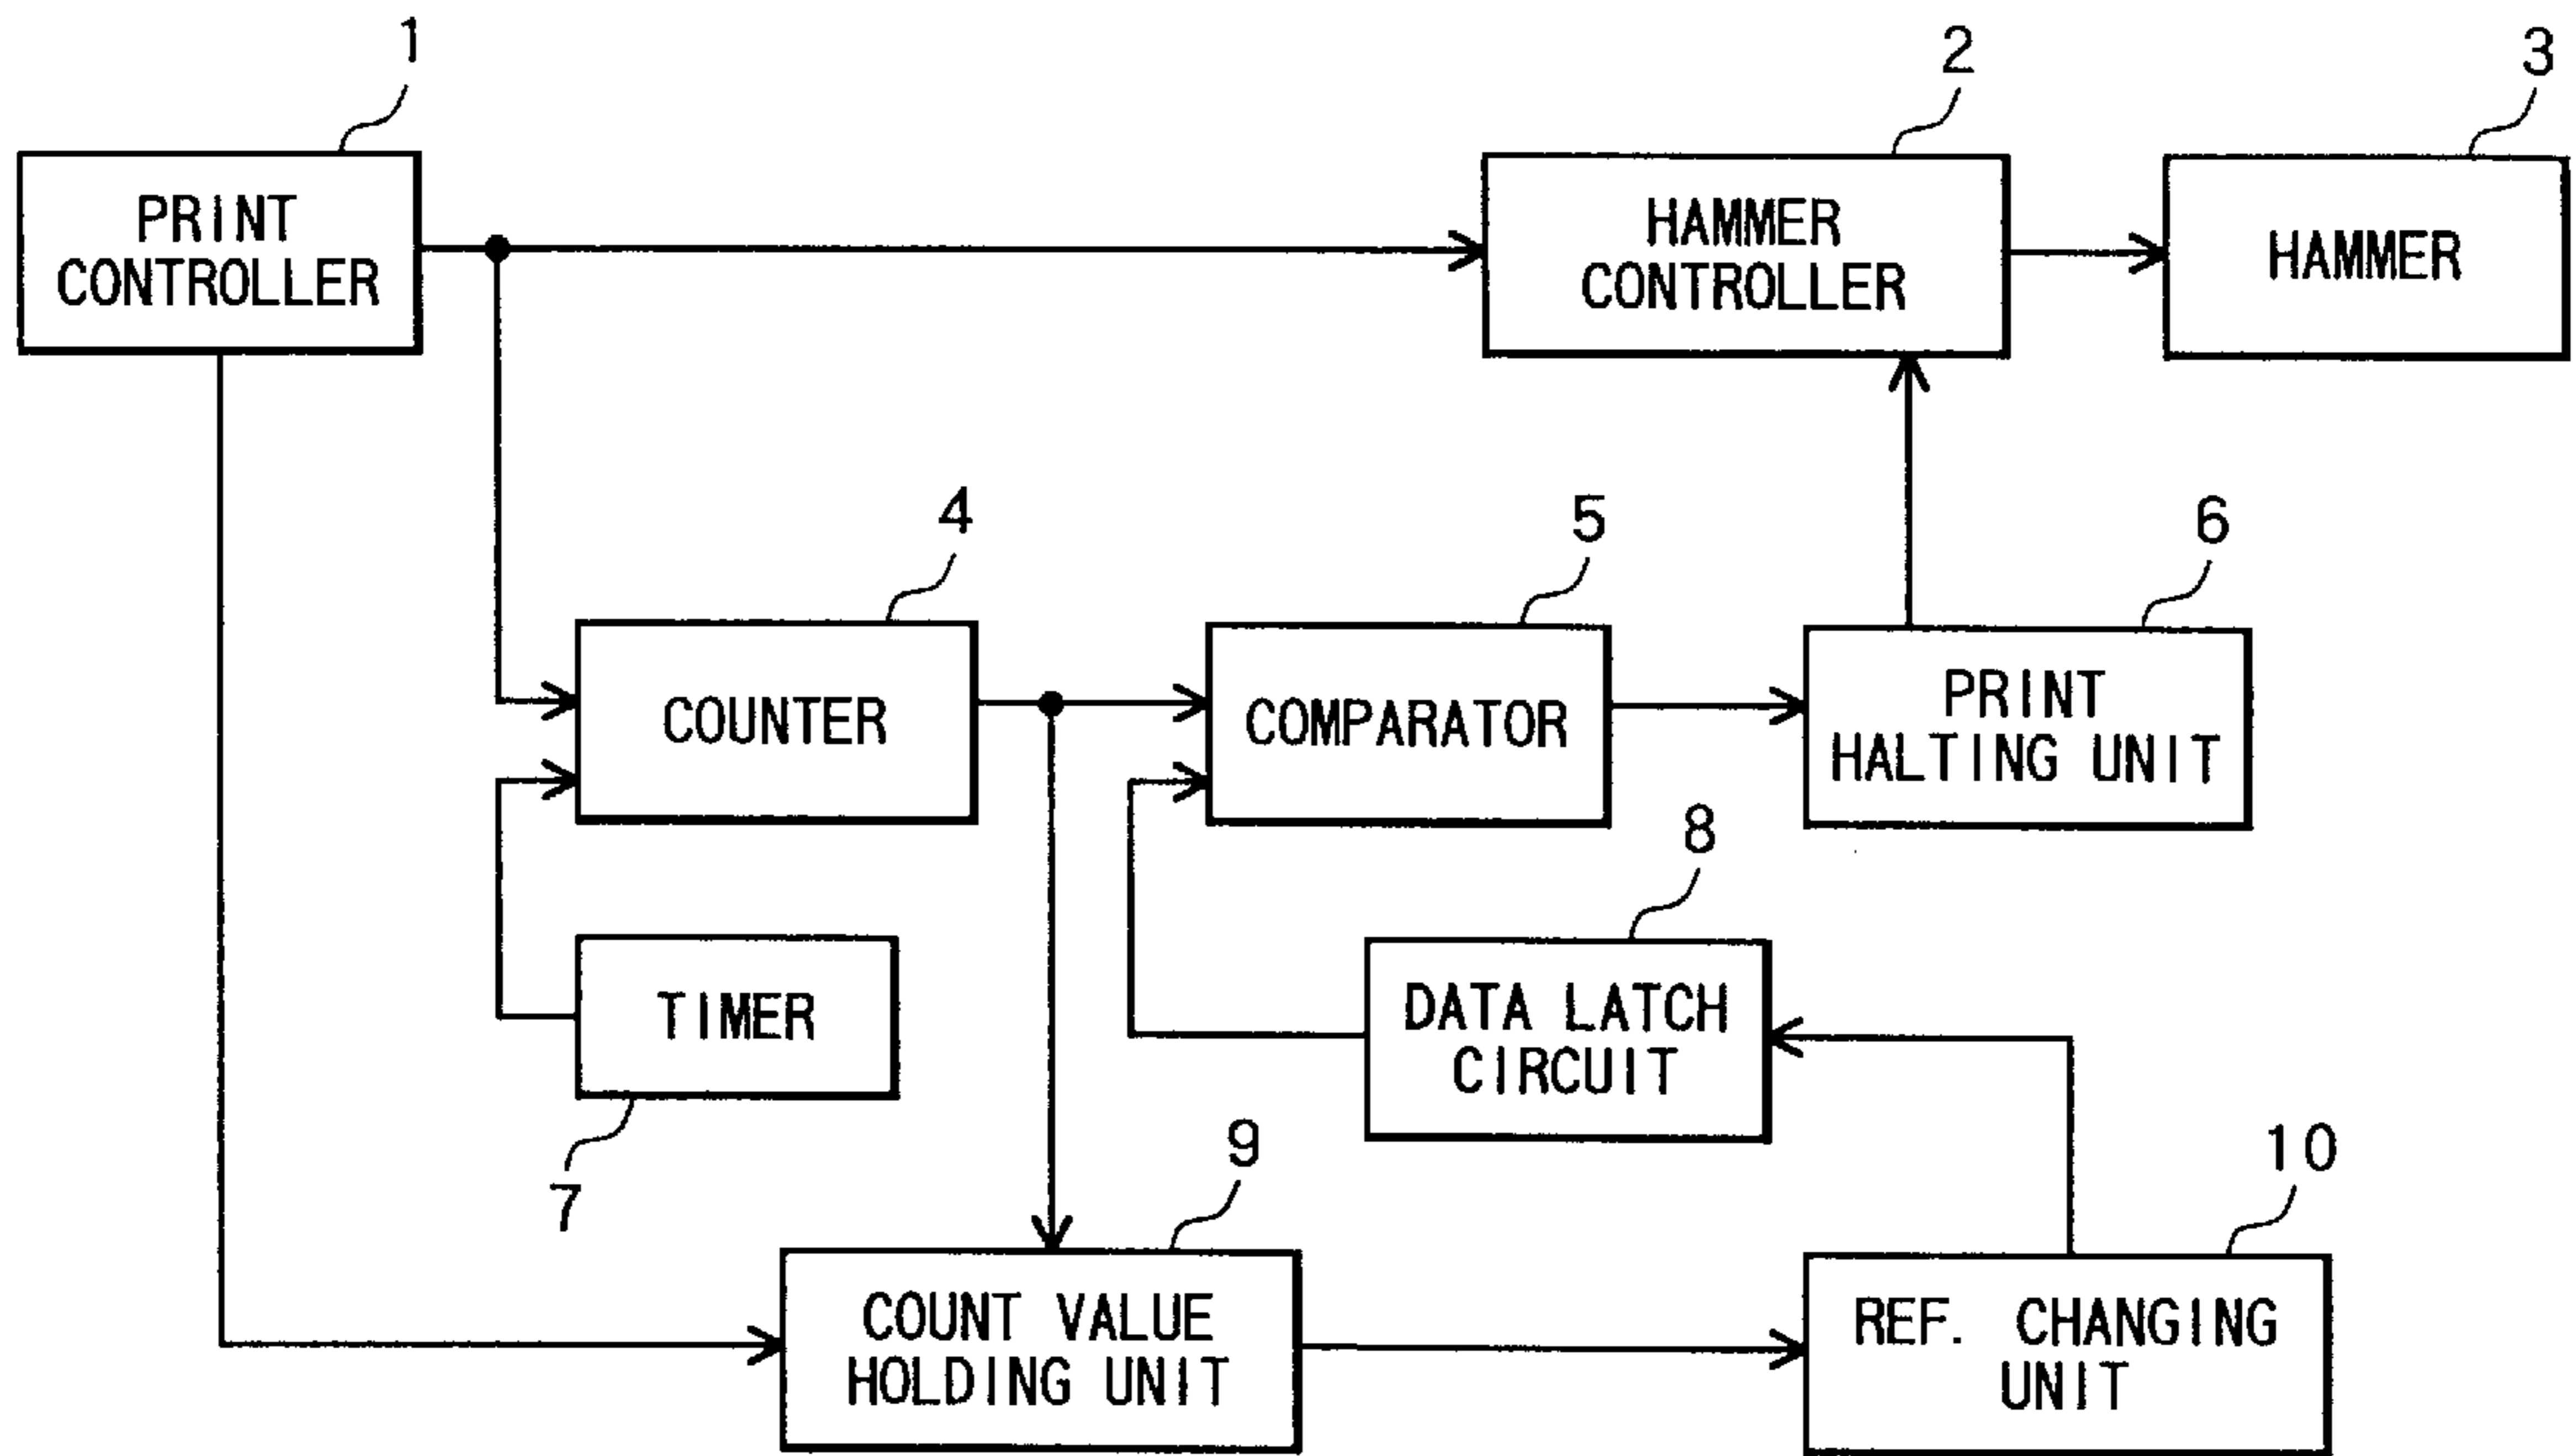 1
2
3
PRINT
CONTROLLER
HAMMER
CONTROLLER
HAMMER
4
5
6
COUNTER
COMPARATOR
PRINT
HALTING UNIT
8
TIMER
DATA LATCH
CIRCUIT
7
9
10
COUNT VALUE
HOLDING UNIT
REF. CHANGING
UNIT